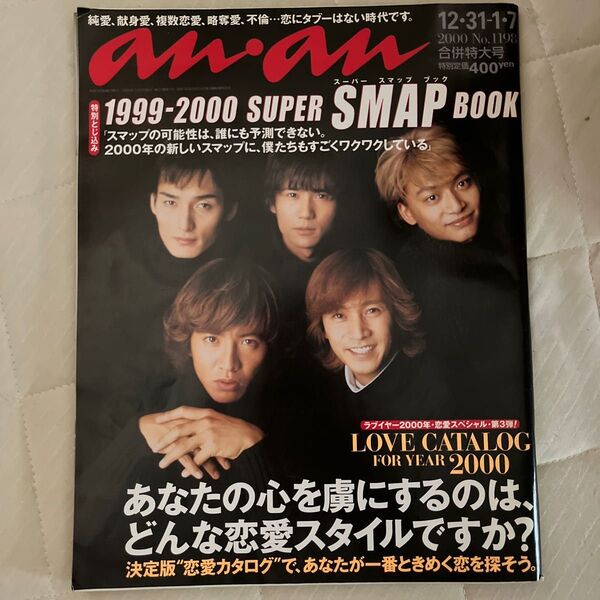 純愛、献身愛、複数恋愛、略奪愛、不倫…恋にタブーはない時代です。
an・an
12・31-1・7
2000 No.1198
合併特大号
特別定価400yen
特別とじ込み
スーパー スマップ ブック
1999-2000 SUPER SMAP BOOK
「スマップの可能性は、誰にも予測できない。
2000年の新しいスマップに、僕たちもすごくワクワクしている」
ラブイヤー2000年・恋愛スペシャル・第3弾!
LOVE CATALOG
FOR YEAR 2000
あなたの心を虜にするのは、
どんな恋愛スタイルですか?
決定版“恋愛カタログ”で、あなたが一番ときめく恋を探そう。